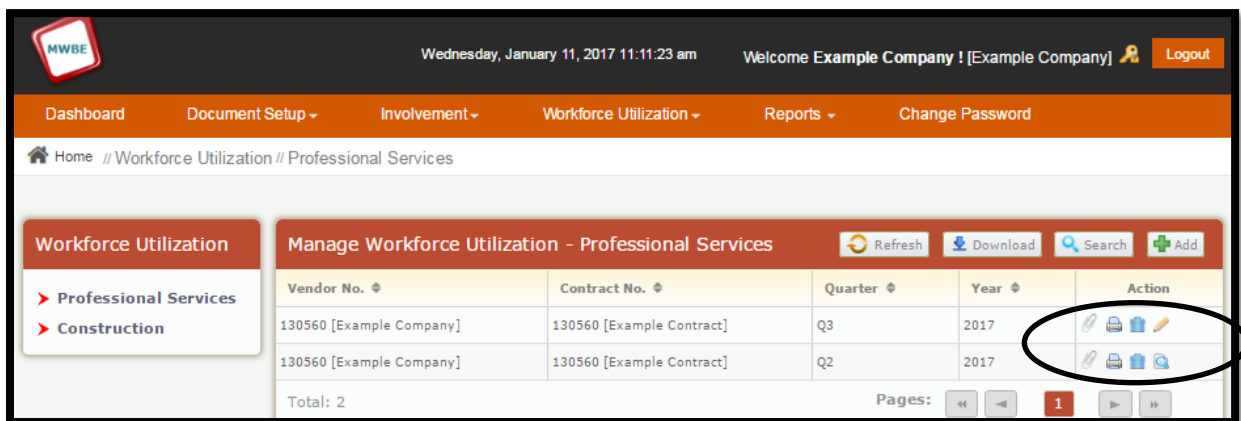 MWBE
Wednesday, January 11, 2017 11:11:23 am Welcome Example Company ! [Example Company] Logout
Dashboard Document Setup Involvement Workforce Utilization Reports Change Password
Home // Workforce Utilization // Professional Services
Workforce Utilization
Professional Services
Construction
Manage Workforce Utilization - Professional Services Refresh Download Search Add
Vendor No. Contract No. Quarter Year Action
130560 [Example Company] 130560 [Example Contract] Q3 2017
130560 [Example Company] 130560 [Example Contract] Q2 2017
Total: 2 Pages: 1